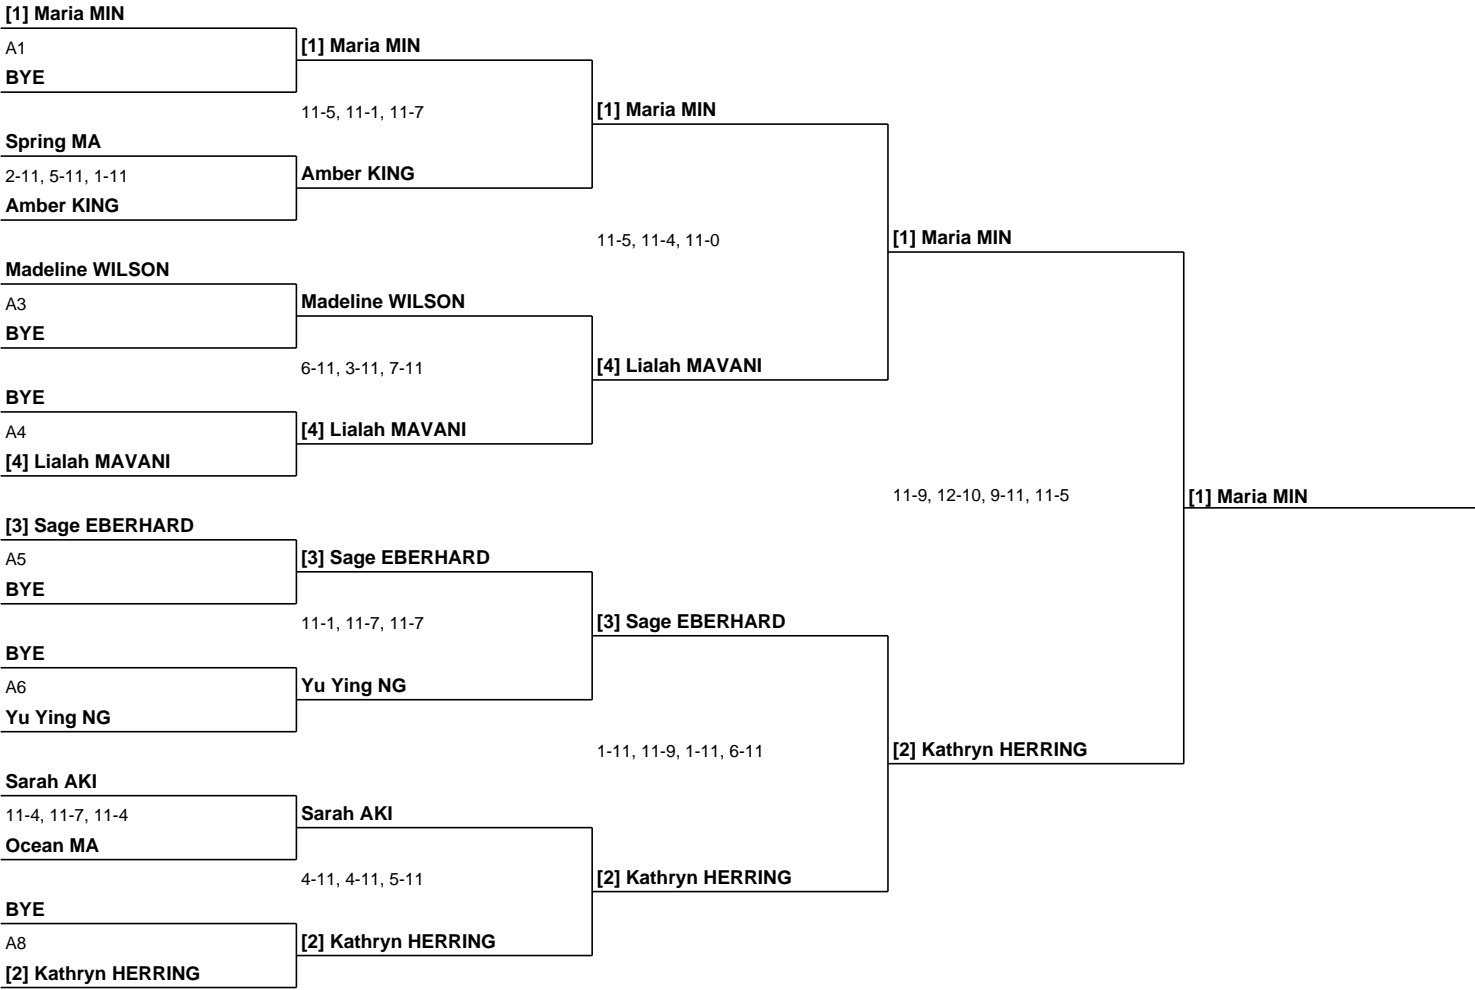 [1] Maria MIN
A1
BYE
[1] Maria MIN
11-5, 11-1, 11-7
[1] Maria MIN
Spring MA
2-11, 5-11, 1-11
Amber KING
Amber KING
11-5, 11-4, 11-0
[1] Maria MIN
Madeline WILSON
A3
BYE
Madeline WILSON
6-11, 3-11, 7-11
[4] Lialah MAVANI
BYE
A4
[4] Lialah MAVANI
[4] Lialah MAVANI
11-9, 12-10, 9-11, 11-5
[1] Maria MIN
[3] Sage EBERHARD
A5
BYE
[3] Sage EBERHARD
11-1, 11-7, 11-7
[3] Sage EBERHARD
BYE
A6
Yu Ying NG
Yu Ying NG
1-11, 11-9, 1-11, 6-11
[2] Kathryn HERRING
Sarah AKI
11-4, 11-7, 11-4
Ocean MA
Sarah AKI
4-11, 4-11, 5-11
[2] Kathryn HERRING
BYE
A8
[2] Kathryn HERRING
[2] Kathryn HERRING